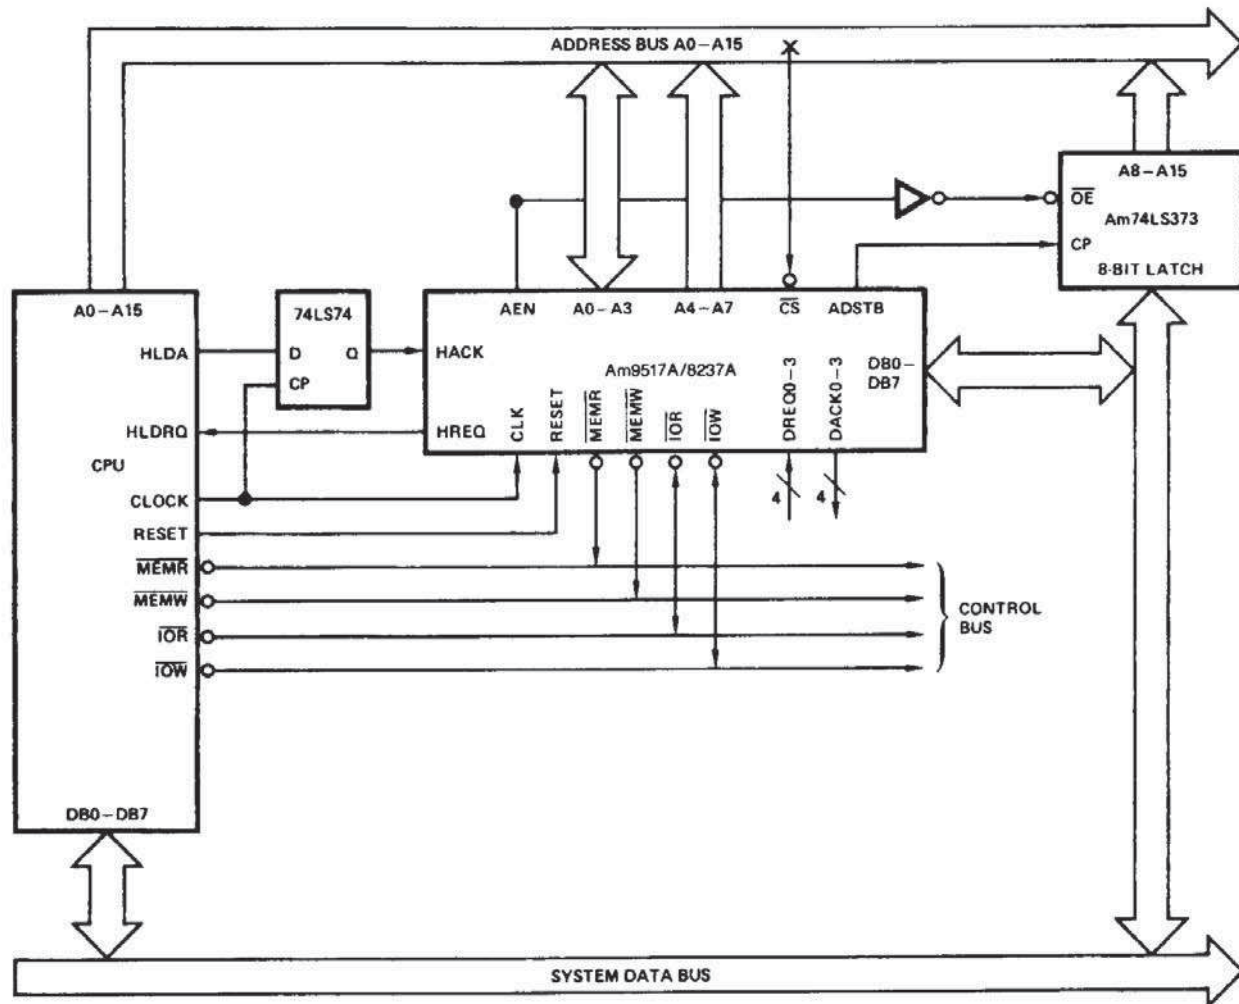 ADDRESS BUS A0–A15
A8–A15
OE
Am74LS373
CP
8-BIT LATCH
A0–A15
74LS74
D
Q
CP
AEN
A0–A3
A4–A7
CS
ADSTB
HLDA
HACK
Am9517A/8237A
DB0–
DB7
HLDRQ
HREQ
CLK
RESET
MEMR
MEMW
IOR
IOW
DREQ0-3
DACK0-3
CPU
CLOCK
4
4
RESET
MEMR
MEMW
IOR
IOW
CONTROL
BUS
DB0–DB7
SYSTEM DATA BUS